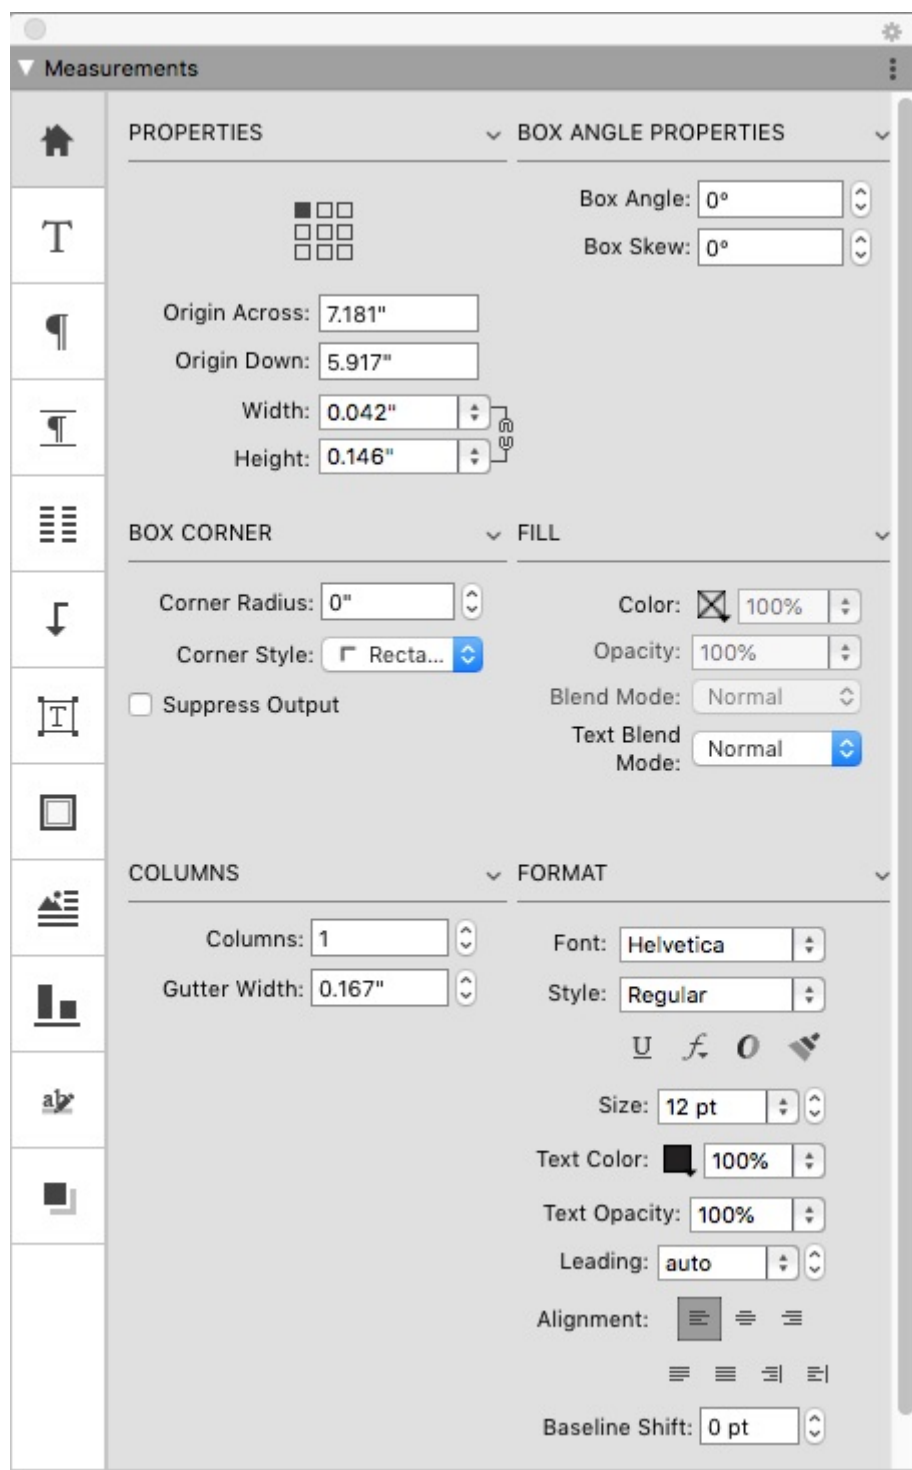 Measurements
PROPERTIES
Origin Across: 7.181"
Origin Down: 5.917"
Width: 0.042"
Height: 0.146"
BOX ANGLE PROPERTIES
Box Angle: 0°
Box Skew: 0°
BOX CORNER
Corner Radius: 0"
Corner Style: Recta...
Suppress Output
FILL
Color: 100%
Opacity: 100%
Blend Mode: Normal
Text Blend
Mode: Normal
COLUMNS
Columns: 1
Gutter Width: 0.167"
FORMAT
Font: Helvetica
Style: Regular
U f O
Size: 12 pt
Text Color: 100%
Text Opacity: 100%
Leading: auto
Alignment:
Baseline Shift: 0 pt
T
¶
¶
T
ab